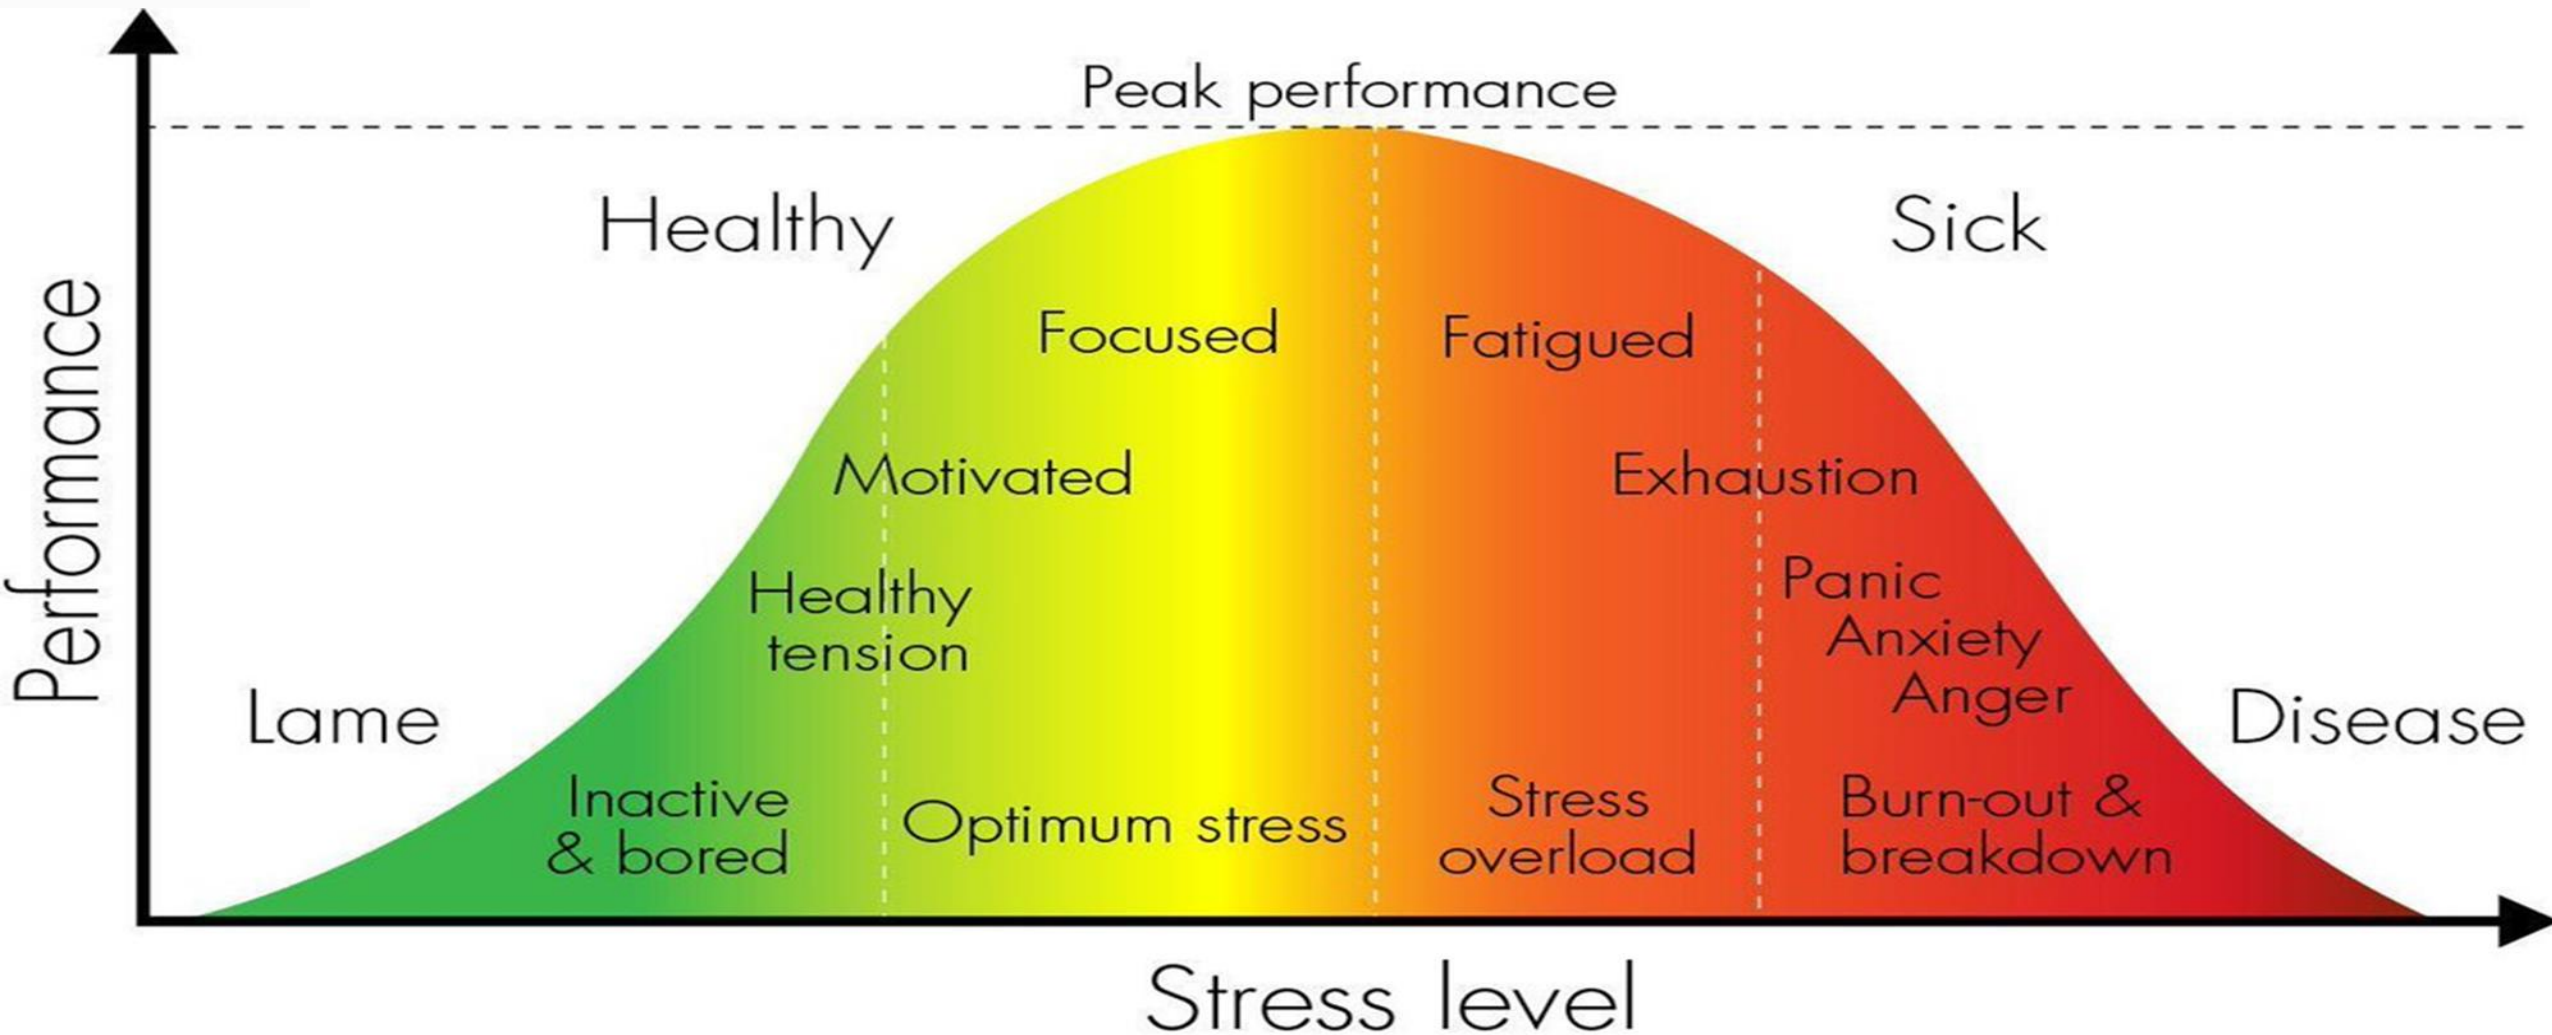 Peak performance
Healthy
Sick
Focused
Fatigued
Motivated
Exhaustion
Healthy
tension
Panic
Anxiety
Anger
Lame
Disease
Inactive
& bored
Optimum stress
Stress
overload
Burn-out &
breakdown
Performance
Stress level